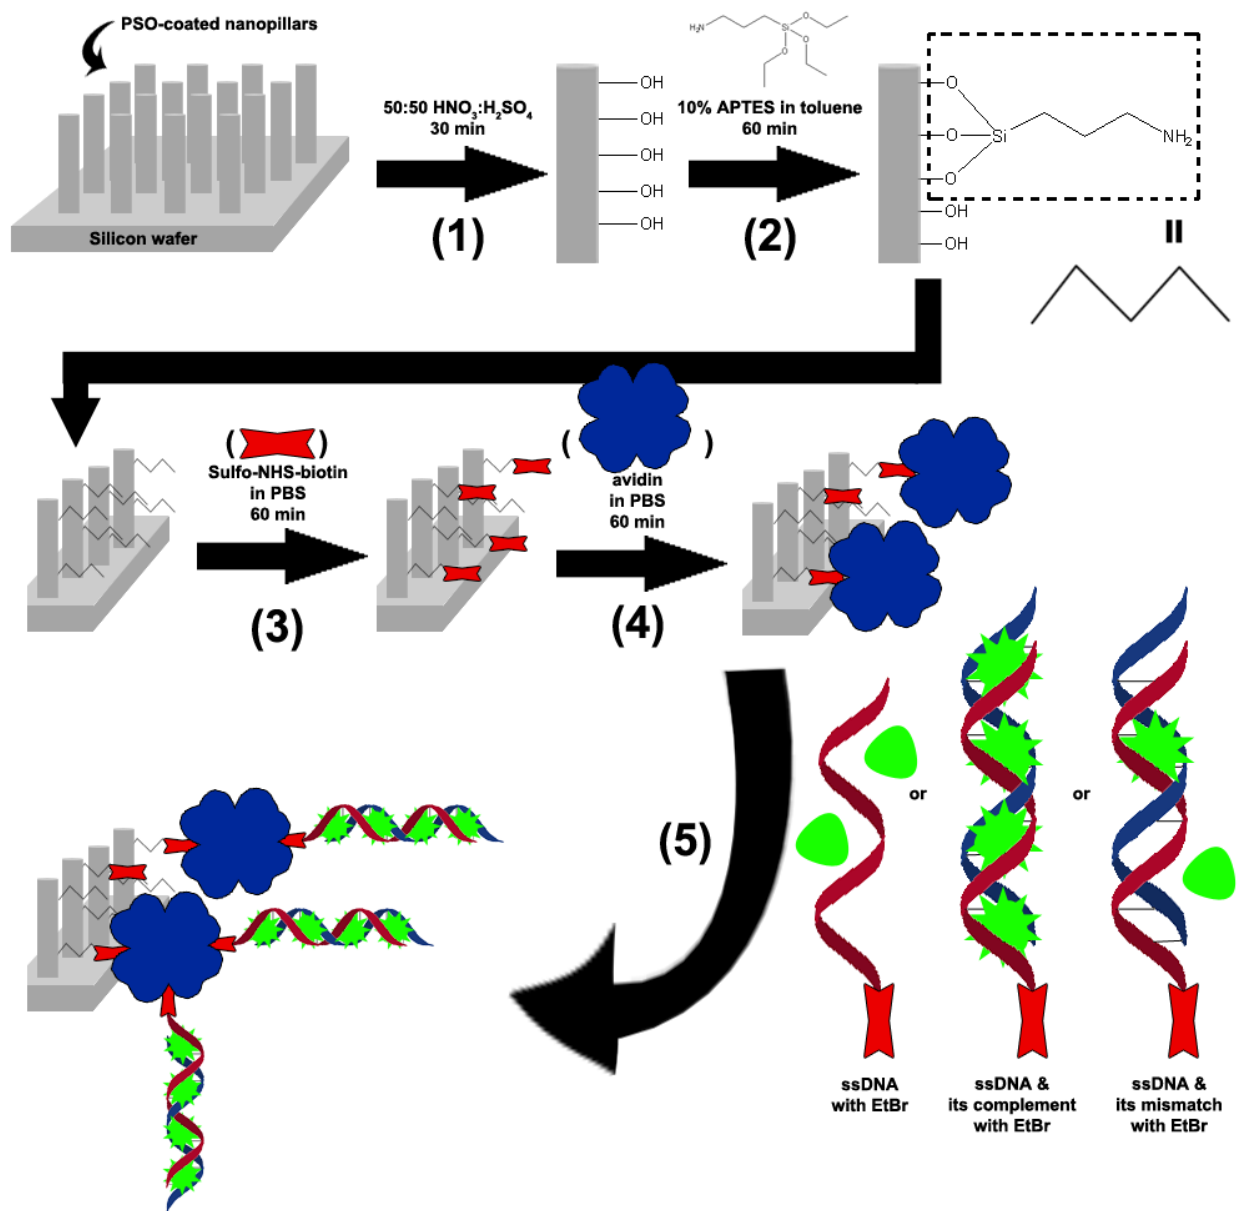 PSO-coated nanopillars
Silicon wafer
50:50 HNO₃:H₂SO₄
30 min
(1)
OH
OH
OH
OH
OH
H₂N
Si
O
O
O
10% APTES in toluene
60 min
(2)
O
O
O
Si
NH₂
OH
OH
=
( )
Sulfo-NHS-biotin
in PBS
60 min
(3)
( )
avidin
in PBS
60 min
(4)
(5)
or
or
ssDNA
with EtBr
ssDNA &
its complement
with EtBr
ssDNA &
its mismatch
with EtBr